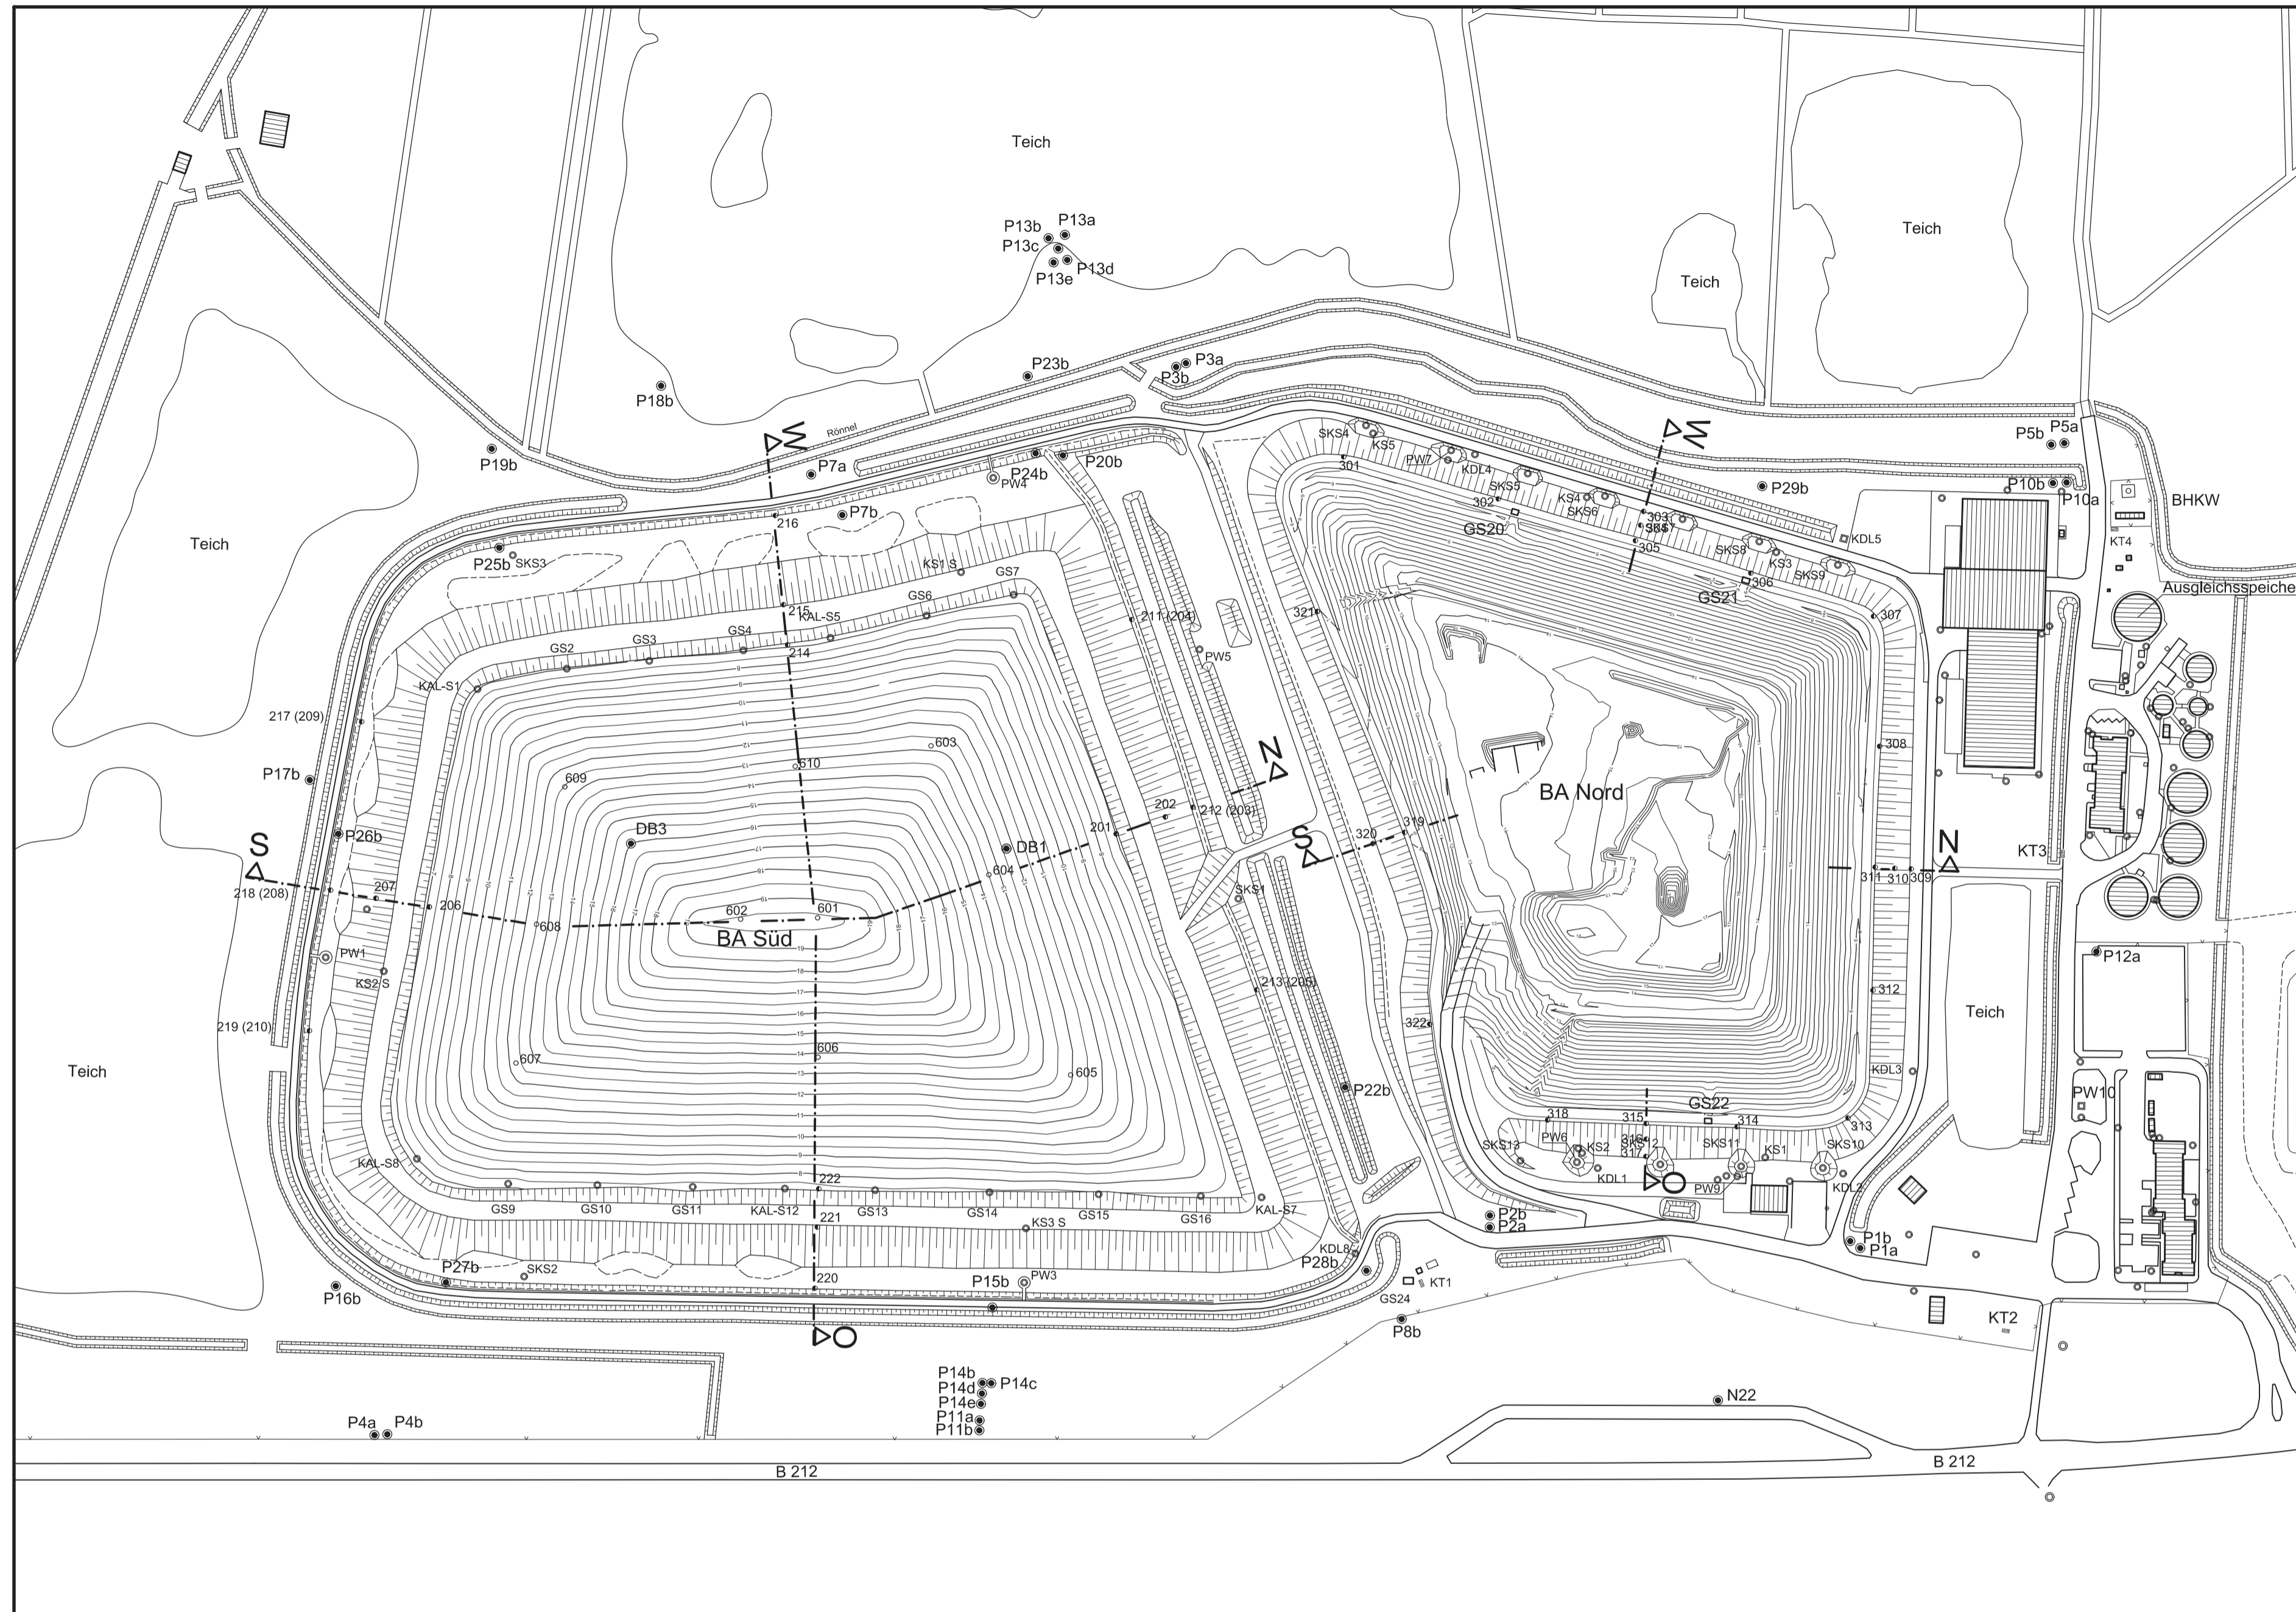 Teich
P13a
P13b
P13c
P13d
P13e
Teich
Teich
P3a
P3b
P23b
P18b
W
Rönnel
W
P5a
P5b
P19b
P7a
P24b
P20b
PW4
SKS4
KS5
301
PW7
KDL4
SKS5
302
KS4
SKS6
GS20
303
305
P29b
P10b
P10a
BHKW
KT4
KDL5
SKS8
KS3
SKS9
306
GS21
307
Teich
216
P7b
P25b
SKS3
KS1 S
GS7
GS6
215
KAL-S5
GS4
GS3
GS2
214
KAL-S1
211 (204)
PW5
321
Ausgleichsspeiche
217 (209)
P17b
603
610
609
N
308
BA Nord
202
212 (203)
201
DB3
DB1
604
P26b
S
218 (208)
207
206
608
602
601
BA Süd
SKS1
S
320
319
N
311
310
309
KT3
PW1
KS2 S
219 (210)
213 (205)
322
312
P12a
Teich
Teich
607
606
605
P22b
KDL3
PW10
GS22
318
315
314
313
SKS13
PW6
KS2
316
317
SKS11
KS1
SKS10
KDL1
O
PW9
KDL2
KAL-S8
222
GS9
GS10
GS11
KAL-S12
GS13
GS14
GS15
GS16
KAL-S7
221
KS3 S
P2b
P2a
P1b
P1a
KDL8
P28b
P27b
SKS2
220
P15b
PW3
P16b
KT1
GS24
P8b
KT2
O
P14b
P14c
P14d
P14e
P11a
P11b
N22
P4a
P4b
B 212
B 212